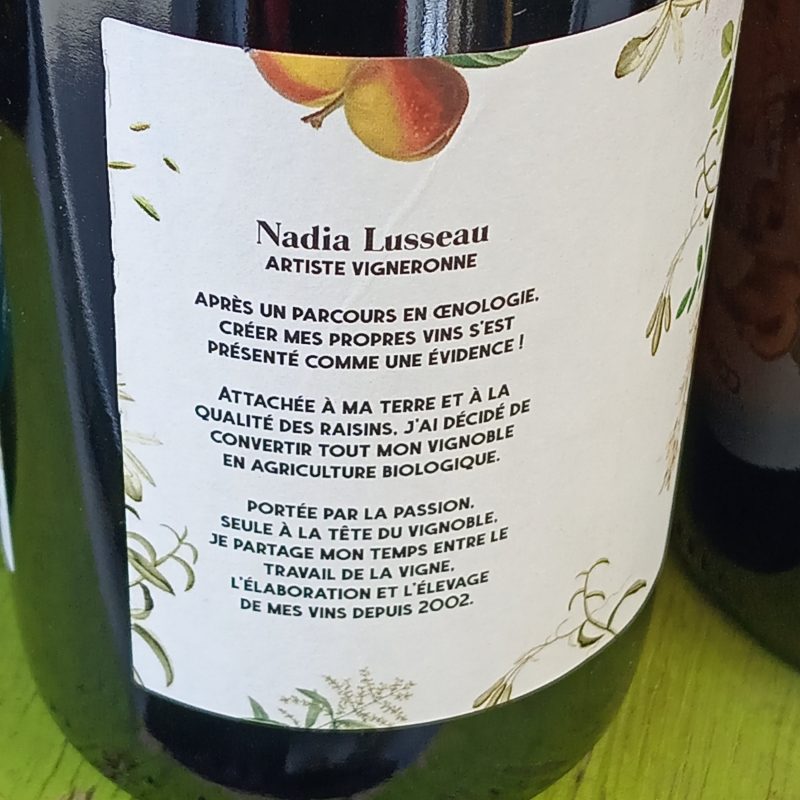 Nadia Lusseau
ARTISTE VIGNERONNE
APRÈS UN PARCOURS EN ŒNOLOGIE,
CRÉER MES PROPRES VINS S'EST
PRÉSENTÉ COMME UNE ÉVIDENCE !
ATTACHÉE À MA TERRE ET À LA
QUALITÉ DES RAISINS, J'AI DÉCIDÉ DE
CONVERTIR TOUT MON VIGNOBLE
EN AGRICULTURE BIOLOGIQUE.
PORTÉE PAR LA PASSION,
SEULE À LA TÊTE DU VIGNOBLE,
JE PARTAGE MON TEMPS ENTRE LE
TRAVAIL DE LA VIGNE,
L'ÉLABORATION ET L'ÉLEVAGE
DE MES VINS DEPUIS 2002.